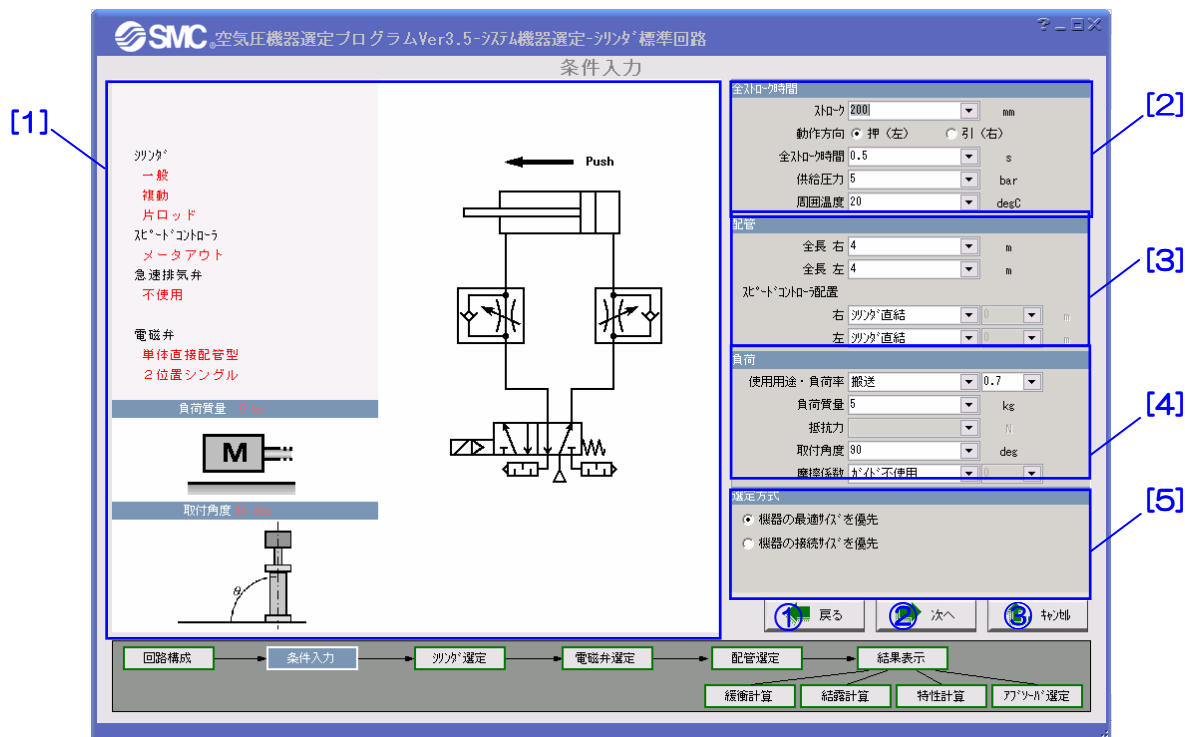 SMC 空気圧機器選定プログラムVer3.5-ｼｽﾃﾑ機器選定-ｼﾘﾝﾀﾞ標準回路
条件入力
[1]
ｼﾘﾝﾀﾞ
一般
複動
片ロッド
ｽﾋﾟｰﾄﾞｺﾝﾄﾛｰﾗ
メータアウト
急速排気弁
不使用
電磁弁
単体直接配管型
２位置シングル
負荷質量 5 kg
M
取付角度
θ
Push
[2]
全ｽﾄﾛｰｸ時間
ｽﾄﾛｰｸ 200 mm
動作方向 押（左） 引（右）
全ｽﾄﾛｰｸ時間 0.5 s
供給圧力 5 bar
周囲温度 20 degC
[3]
配管
全長 右 4 m
全長 左 4 m
ｽﾋﾟｰﾄﾞｺﾝﾄﾛｰﾗ配置
右 ｼﾘﾝﾀﾞ直結 0 m
左 ｼﾘﾝﾀﾞ直結 0 m
[4]
負荷
使用用途・負荷率 搬送 0.7
負荷質量 5 kg
抵抗力 N
取付角度 90 deg
摩擦係数 ｶﾞｲﾄﾞ不使用 0
[5]
選定方式
機器の最適ｻｲｽﾞを優先
機器の接続ｻｲｽﾞを優先
① 戻る ② 次へ ③ ｷｬﾝｾﾙ
回路構成 条件入力 ｼﾘﾝﾀﾞ選定 電磁弁選定 配管選定 結果表示
緩衝計算 結露計算 特性計算 ｱﾌﾞｿｰﾊﾞ選定